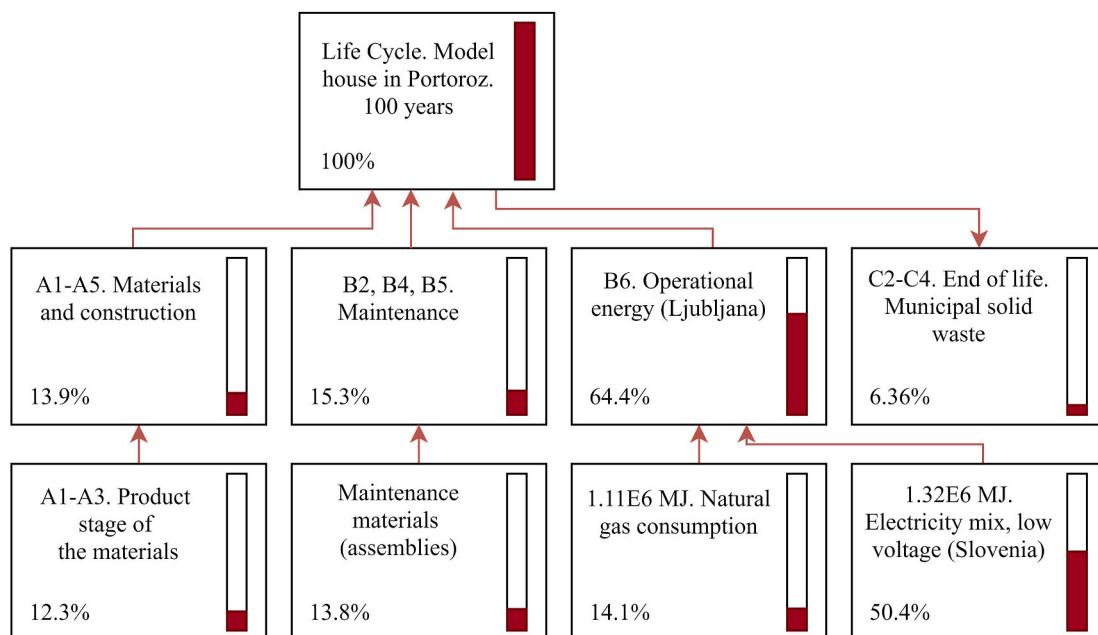 Life Cycle. Model
house in Portoroz.
100 years
100%
A1-A5. Materials
and construction
13.9%
B2, B4, B5.
Maintenance
15.3%
B6. Operational
energy (Ljubljana)
64.4%
C2-C4. End of life.
Municipal solid
waste
6.36%
A1-A3. Product
stage of
the materials
12.3%
Maintenance
materials
(assemblies)
13.8%
1.11E6 MJ. Natural
gas consumption
14.1%
1.32E6 MJ.
Electricity mix, low
voltage (Slovenia)
50.4%